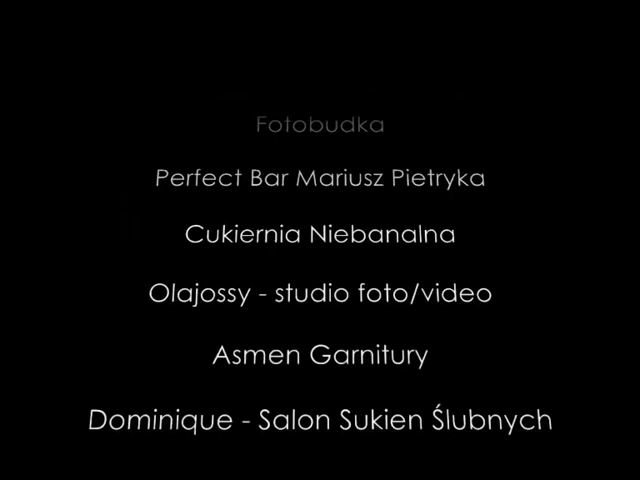 Fotobudka
Perfect Bar Mariusz Pietryka
Cukiernia Niebanalna
Olajossy - studio foto/video
Asmen Garnitury
Dominique - Salon Sukien Ślubnych